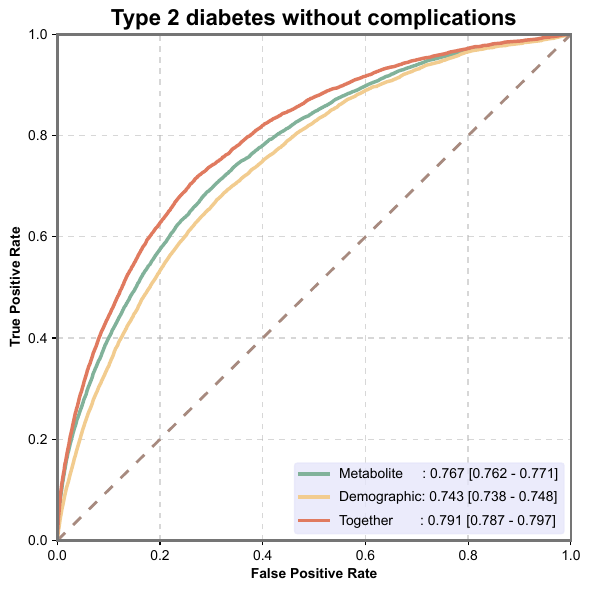 Type 2 diabetes without complications
1.0
0.8
0.6
0.4
0.2
0.0
True Positive Rate
Metabolite : 0.767 [0.762 - 0.771]
Demographic: 0.743 [0.738 - 0.748]
Together : 0.791 [0.787 - 0.797]
0.0 0.2 0.4 0.6 0.8 1.0
False Positive Rate